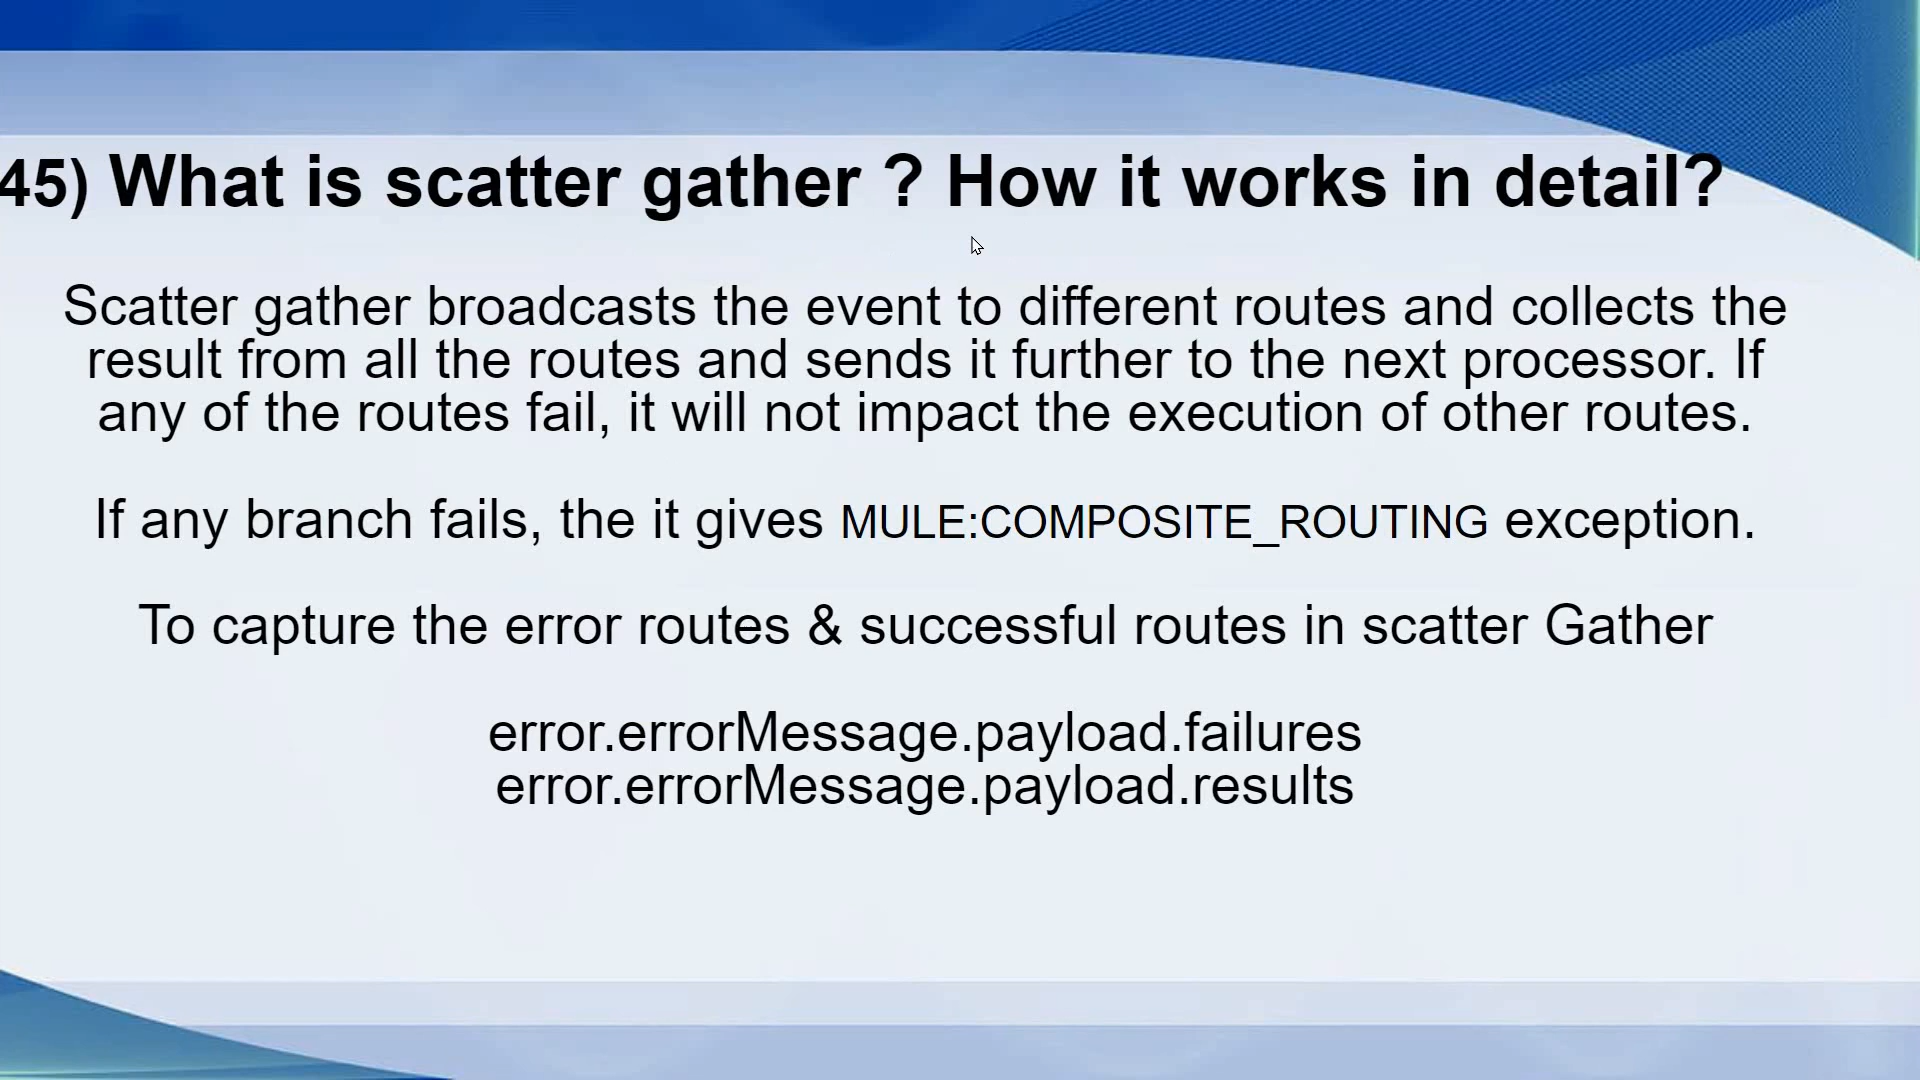 45) What is scatter gather ? How it works in detail?
Scatter gather broadcasts the event to different routes and collects the
result from all the routes and sends it further to the next processor. If
any of the routes fail, it will not impact the execution of other routes.
If any branch fails, the it gives MULE:COMPOSITE_ROUTING exception.
To capture the error routes & successful routes in scatter Gather
error.errorMessage.payload.failures
error.errorMessage.payload.results